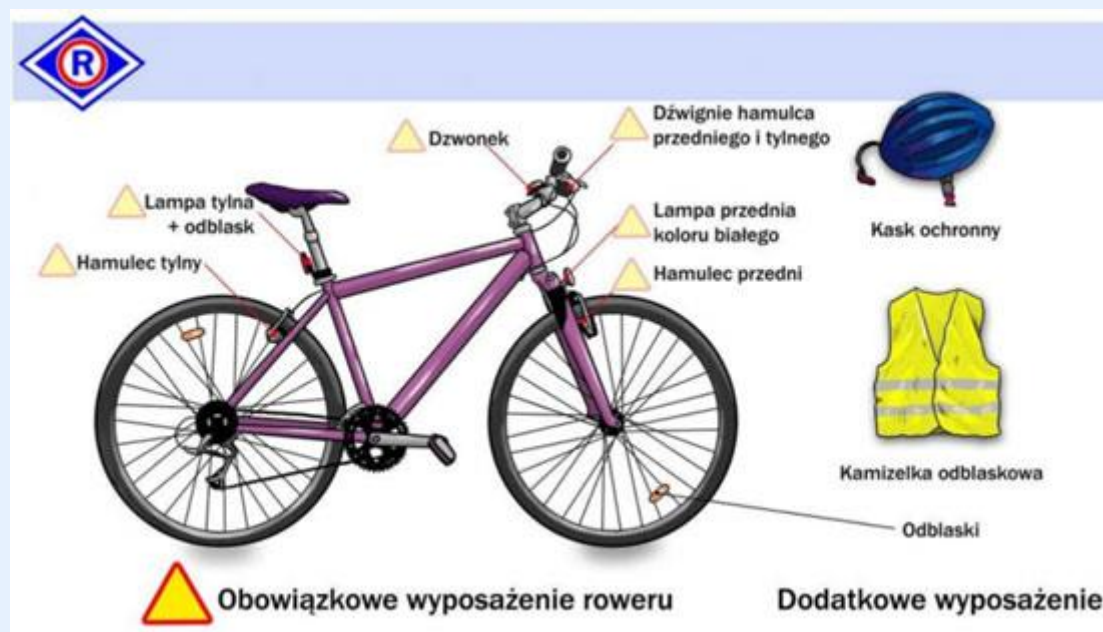 R
Dzwonek
Dźwignie hamulca
przedniego i tylnego
Lampa tylna
+ odblask
Lampa przednia
koloru białego
Hamulec tylny
Hamulec przedni
Kask ochronny
Kamizelka odblaskowa
Odblaski
Obowiązkowe wyposażenie roweru
Dodatkowe wyposażenie